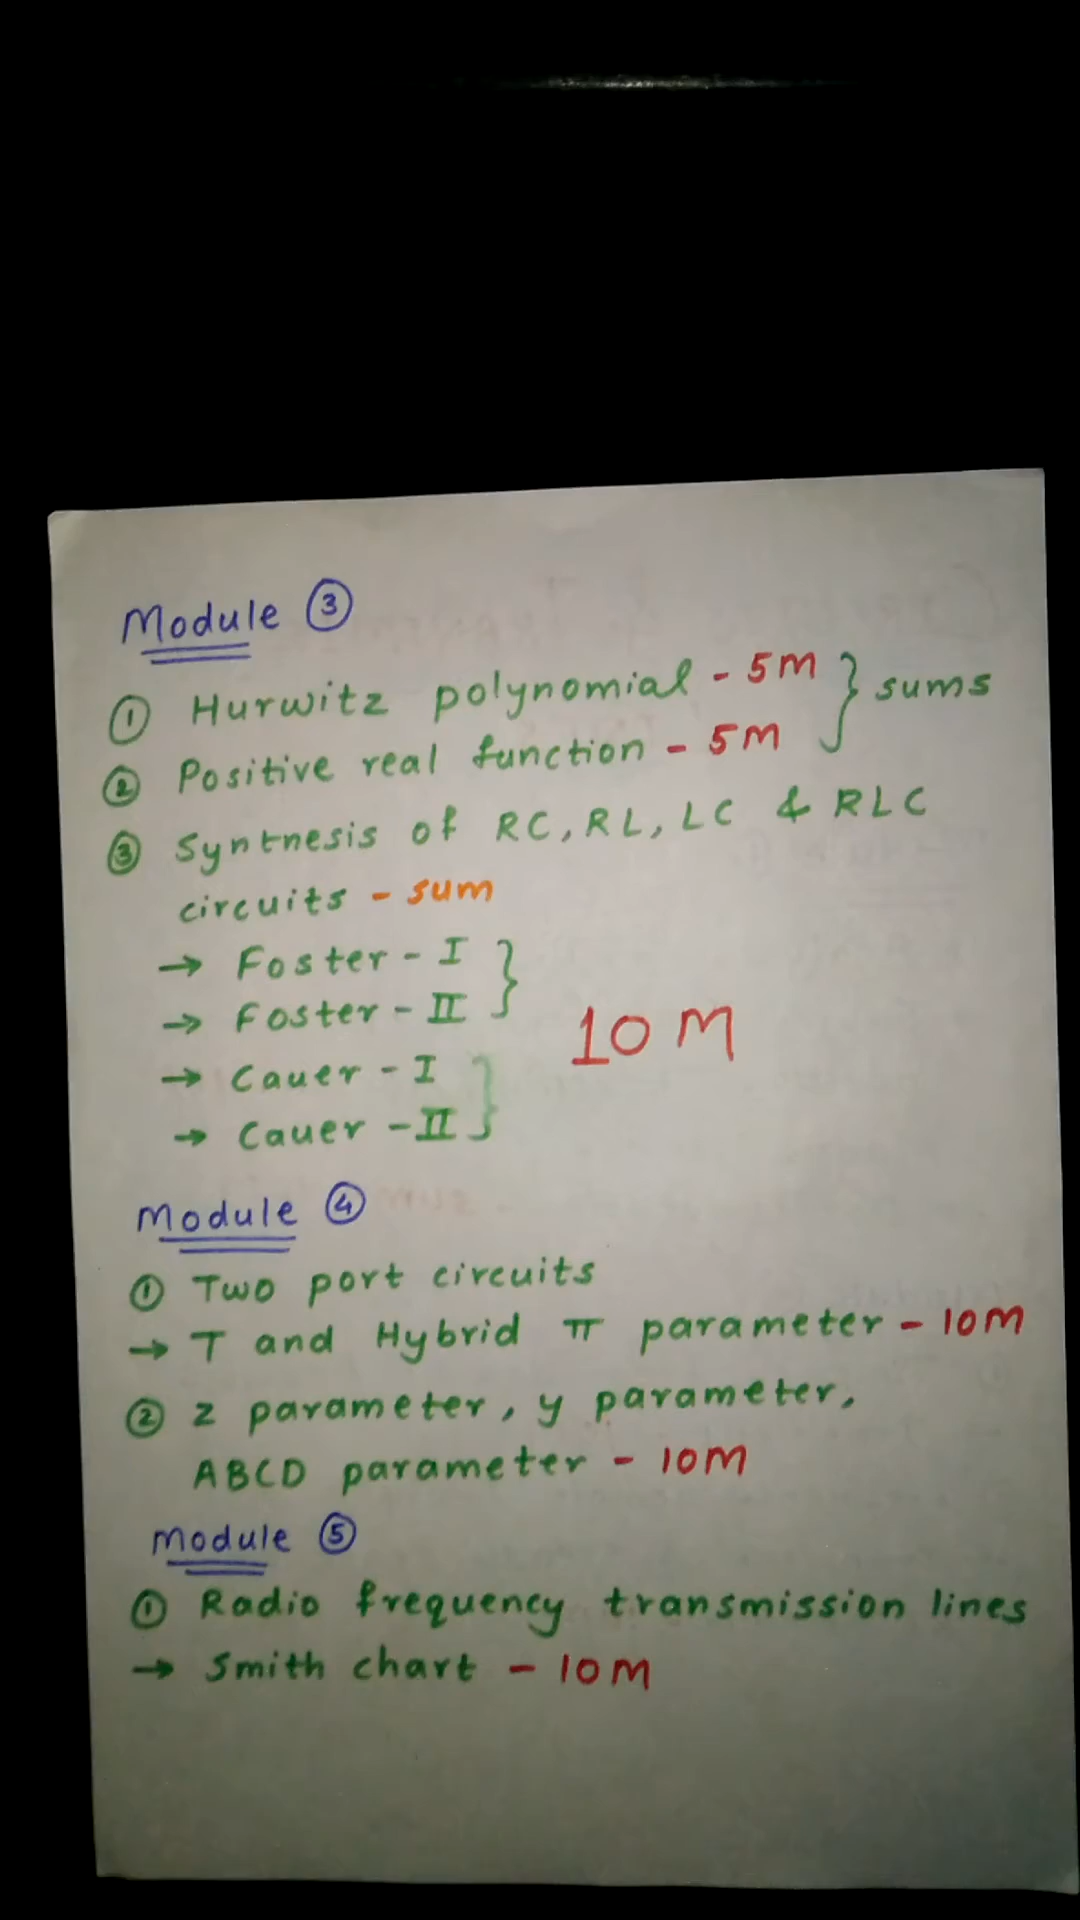 Module ③
① Hurwitz polynomial - 5M } sums
② Positive real function - 5M
③ Syntnesis of RC, RL, LC & RLC
circuits - sum
→ Foster - I }
→ Foster - II
10 M
→ Cauer - I }
→ Cauer - II
Module ④
① Two port circuits
→ T and Hybrid π parameter - 10M
② z parameter, y parameter,
ABCD parameter - 10M
Module ⑤
① Radio frequency transmission lines
→ Smith chart - 10M